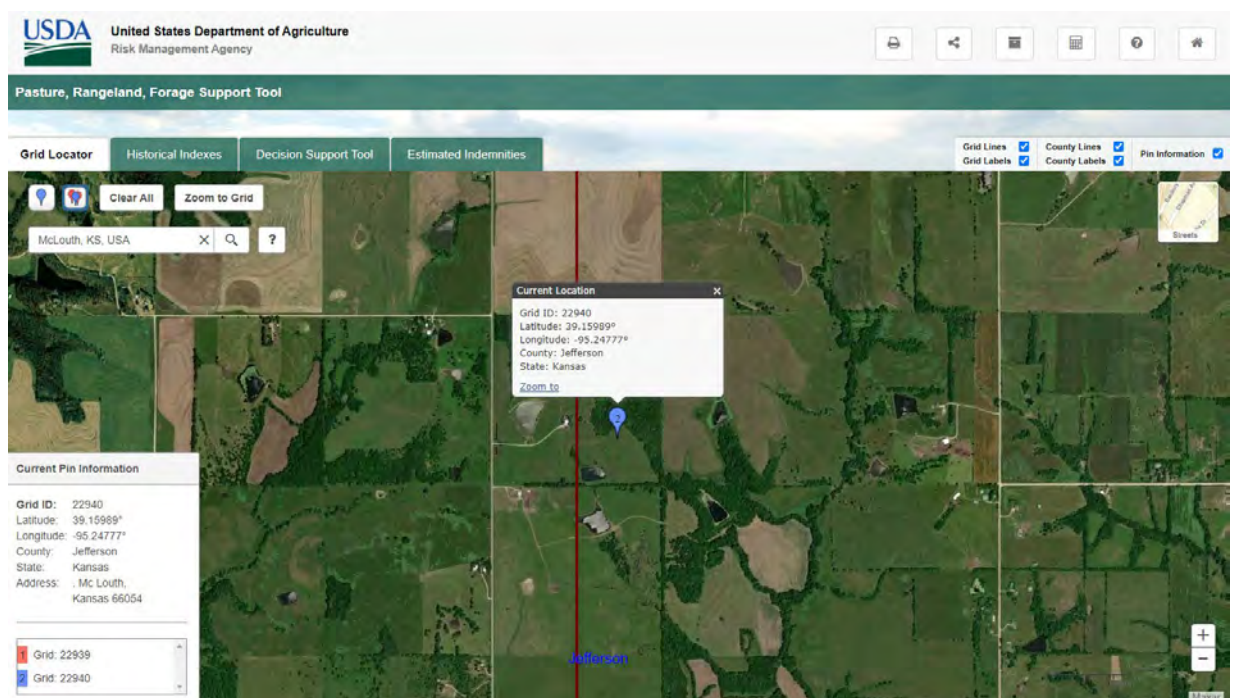 USDA
United States Department of Agriculture
Risk Management Agency
Pasture, Rangeland, Forage Support Tool
Grid Locator
Historical Indexes
Decision Support Tool
Estimated Indemnities
Grid Lines
County Lines
Pin Information
Grid Labels
County Labels
Clear All
Zoom to Grid
McLouth, KS, USA
?
Streets
Current Location
Grid ID: 22940
Latitude: 39.15989°
Longitude: -95.24777°
County: Jefferson
State: Kansas
Zoom to
2
Current Pin Information
Grid ID: 22940
Latitude: 39.15989°
Longitude: -95.24777°
County: Jefferson
State: Kansas
Address: , Mc Louth,
Kansas 66054
1 Grid: 22939
2 Grid: 22940
Jefferson
+
−